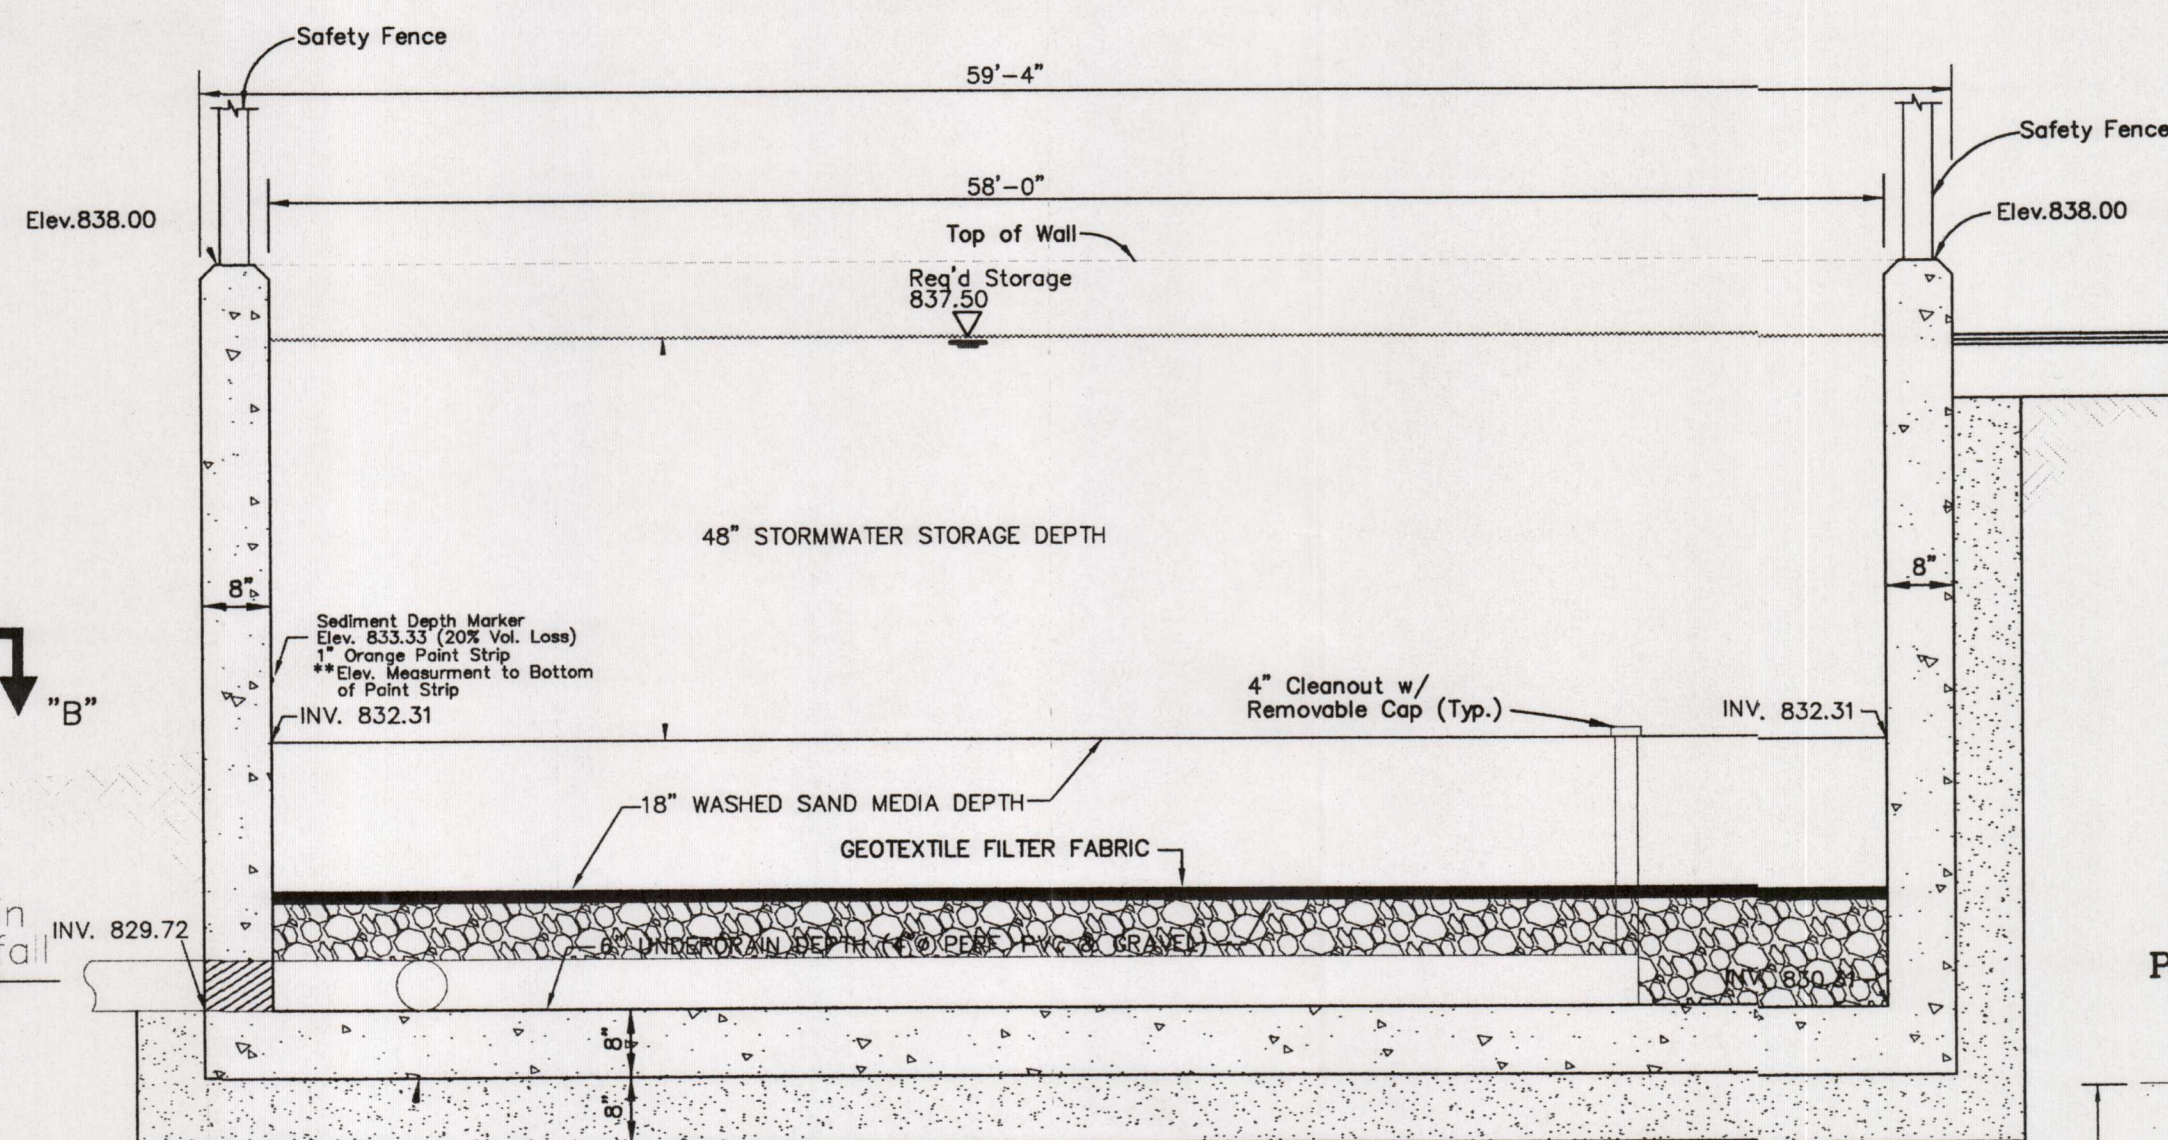 Safety Fence
59'-4"
Safety Fence
58'-0"
Elev.838.00
Elev.838.00
Top of Wall
Req'd Storage
837.50
48" STORMWATER STORAGE DEPTH
8"
8"
Sediment Depth Marker
Elev. 833.33 (20% Vol. Loss)
1" Orange Paint Strip
**Elev. Measurment to Bottom
of Paint Strip
"B"
INV. 832.31
4" Cleanout w/
Removable Cap (Typ.)
INV. 832.31
18" WASHED SAND MEDIA DEPTH
GEOTEXTILE FILTER FABRIC
INV. 829.72
6" UNDERDRAIN DEPTH (4"ø PERF. PVC & GRAVEL)
INV. 830.31
8"
8"